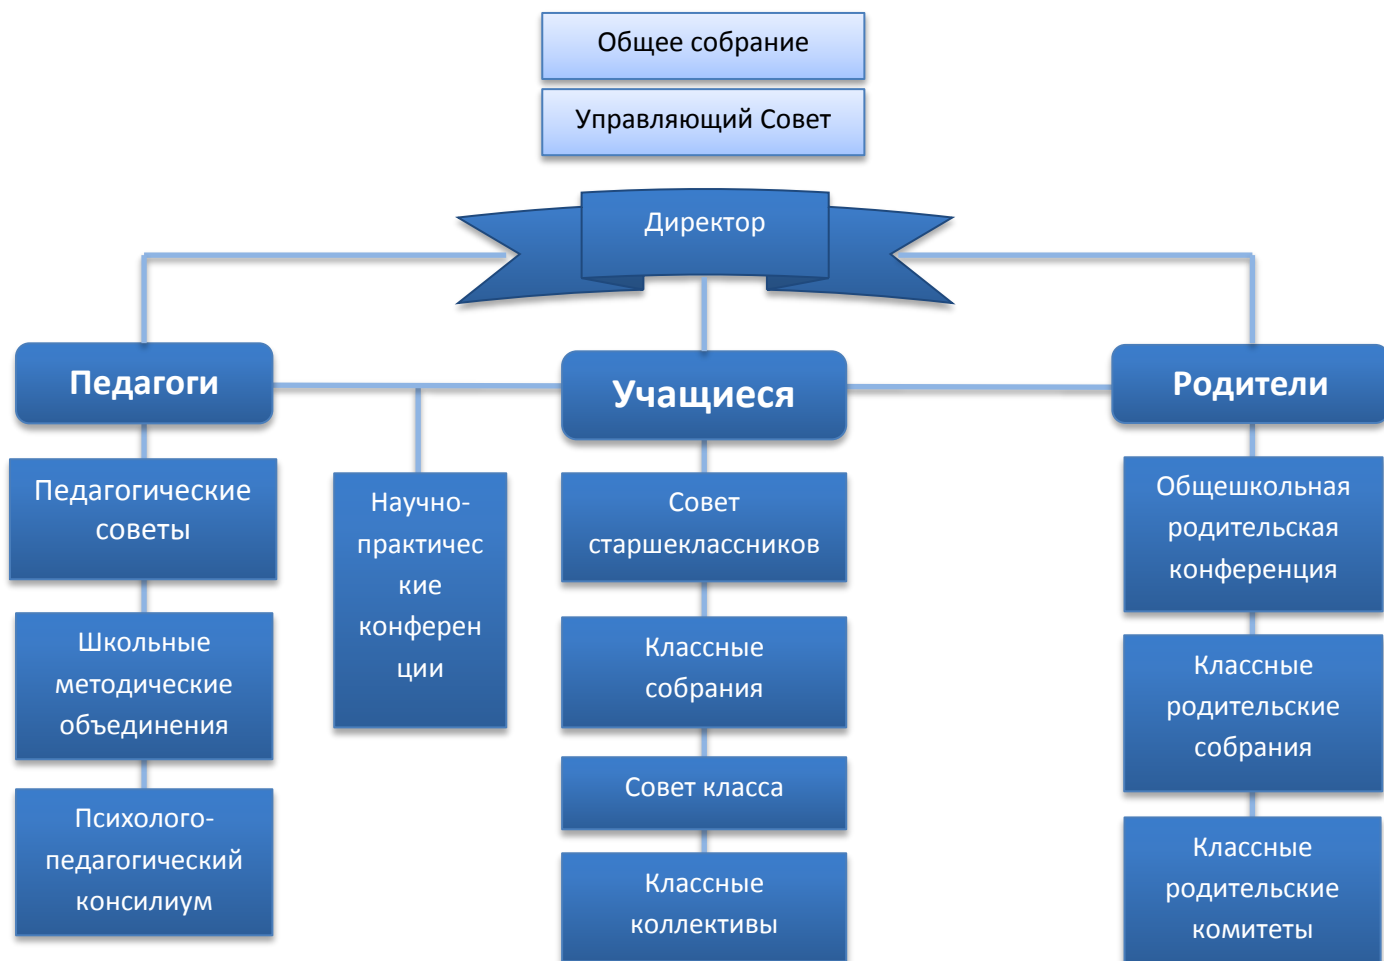 Общее собрание
Управляющий Совет
Директор
Педагоги
Учащиеся
Родители
Педагогические
советы
Школьные
методические
объединения
Психолого-
педагогический
консилиум
Научно-
практичес
кие
конферен
ции
Совет
старшеклассников
Классные
собрания
Совет класса
Классные
коллективы
Общешкольная
родительская
конференция
Классные
родительские
собрания
Классные
родительские
комитеты